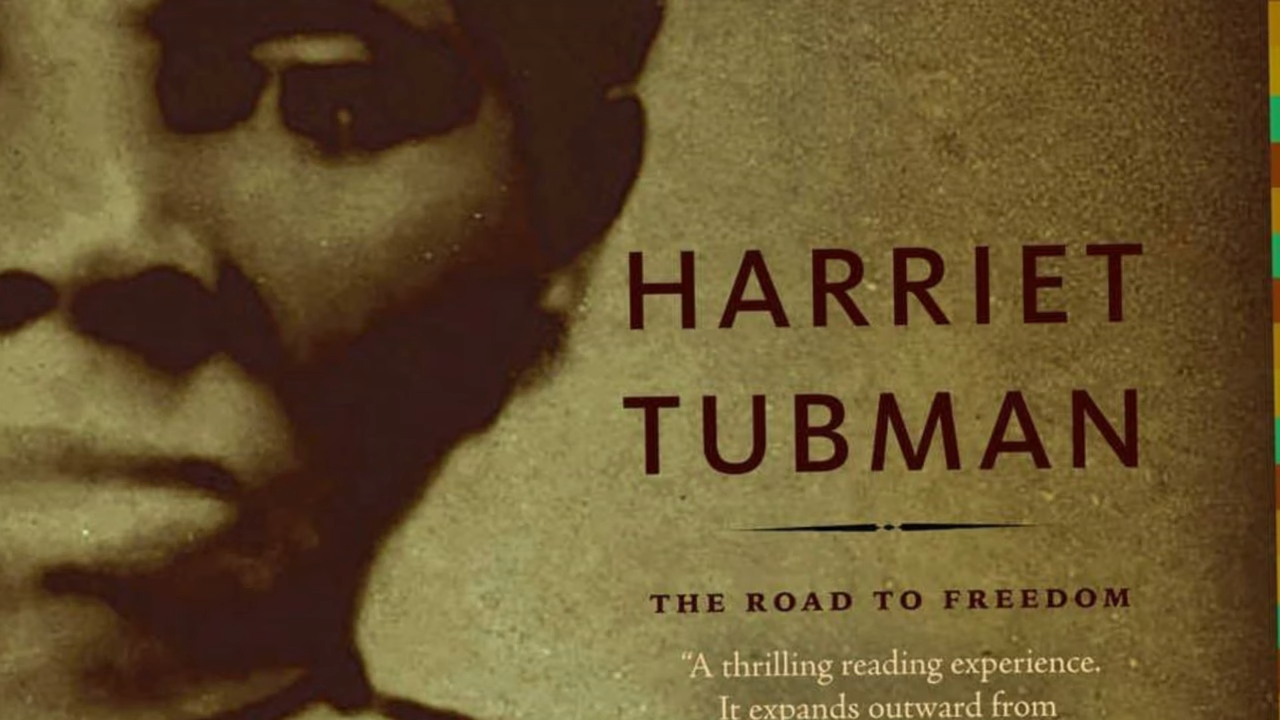 HARRIET
TUBMAN
THE ROAD TO FREEDOM
“A thrilling reading experience.
It expands outward from